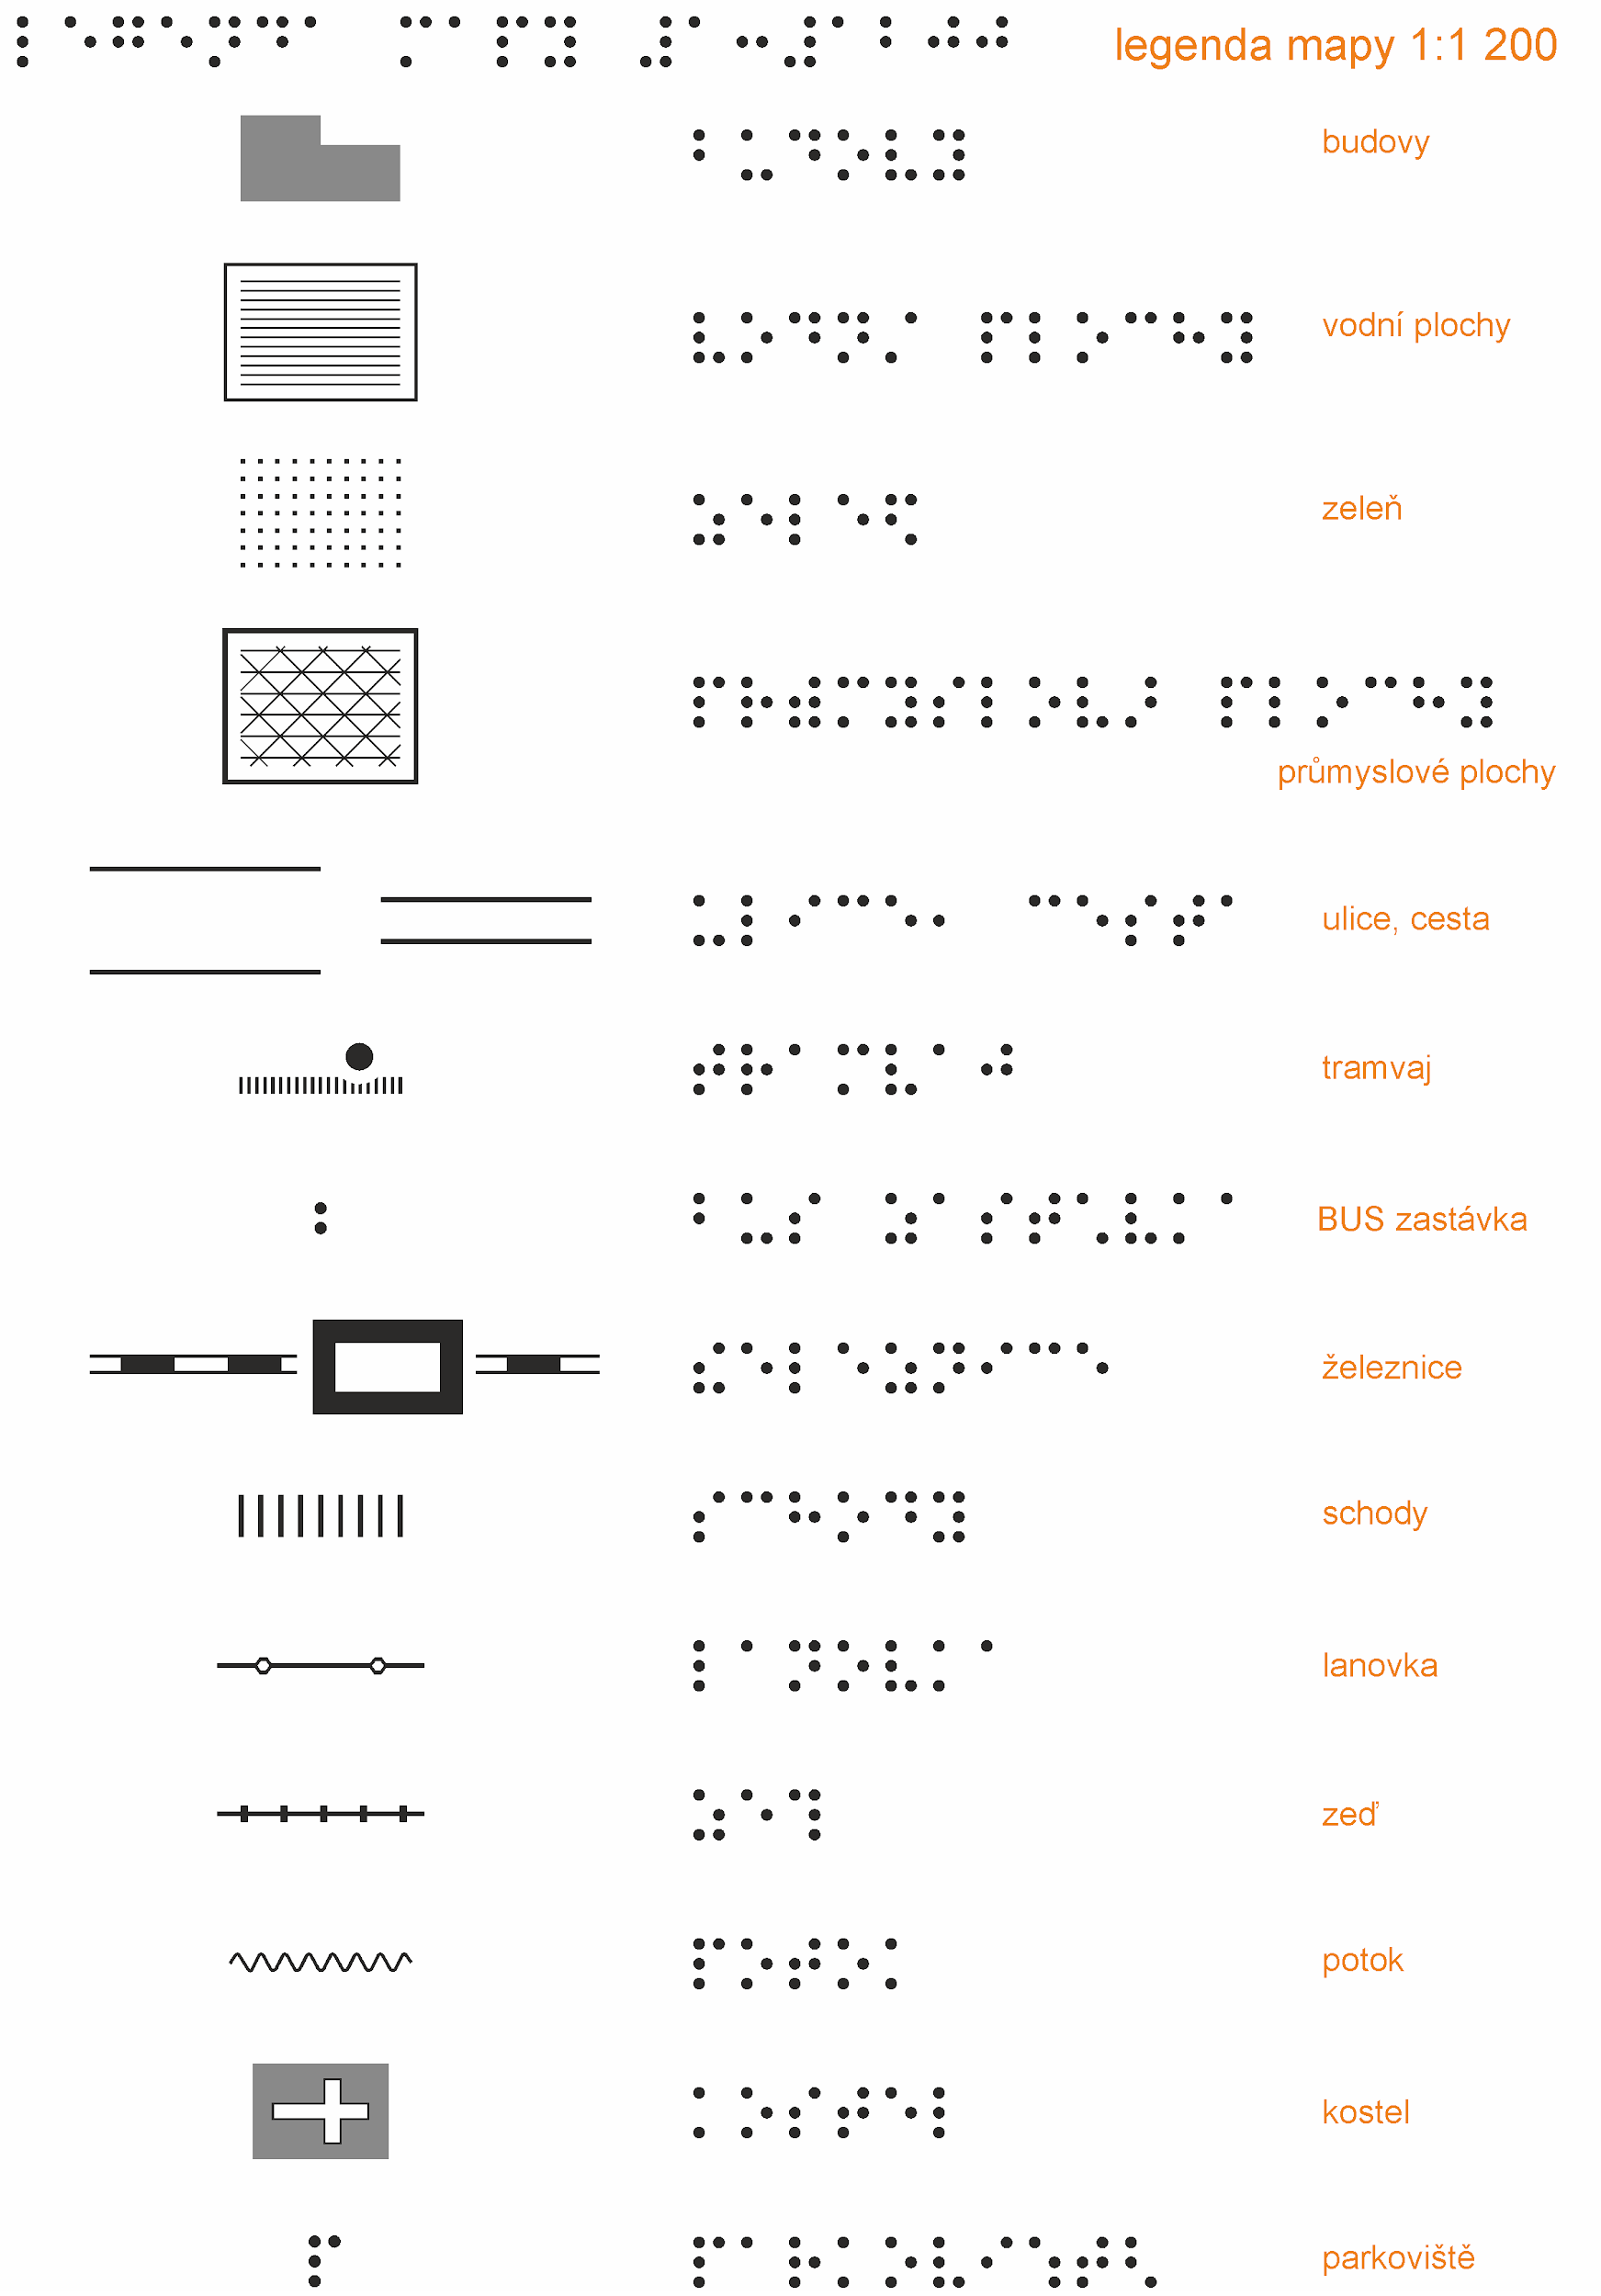 legenda mapy 1:1 200
budovy
vodní plochy
zeleň
průmyslové plochy
ulice, cesta
tramvaj
BUS zastávka
železnice
schody
lanovka
zeď
potok
kostel
parkoviště